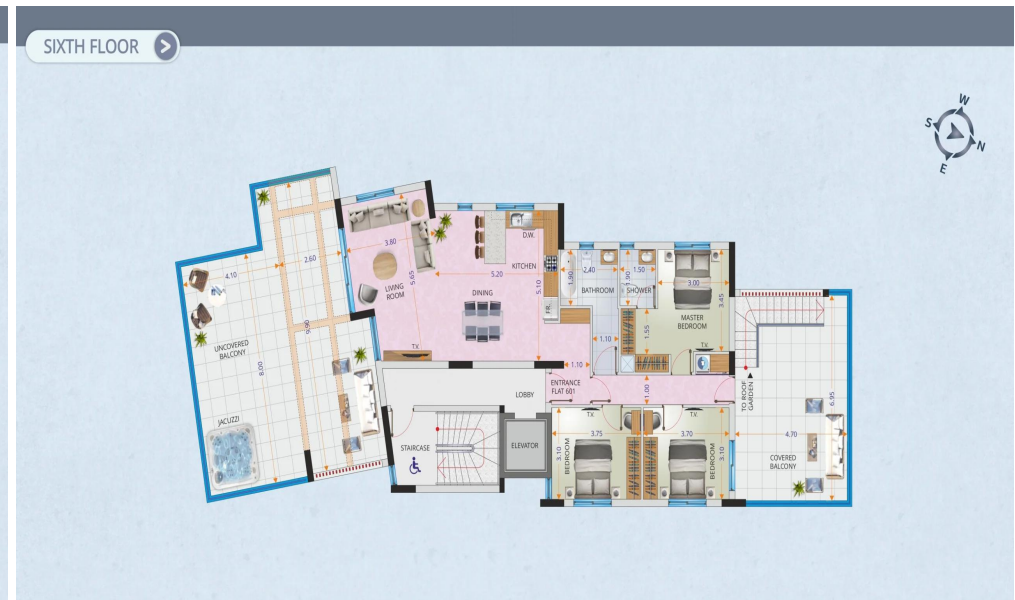 SIXTH FLOOR
W
S
N
E
D.W.
3.80
2.60
4.10
5.20
KITCHEN
5.65
5.10
LIVING
ROOM
DINING
1.90
2.40
1.50
BATHROOM
SHOWER
3.00
3.45
FR.
MASTER
BEDROOM
1.55
1.10
UNCOVERED
BALCONY
8.00
T.V.
T.V.
1.10
ENTRANCE
FLAT 601
1.00
LOBBY
TO ROOF
GARDEN
6.95
JACUZZI
T.V.
T.V.
STAIRCASE
ELEVATOR
3.75
3.70
4.70
3.10
BEDROOM
BEDROOM
3.10
COVERED
BALCONY